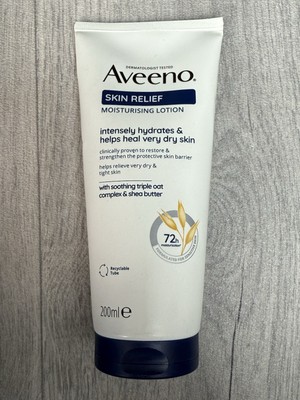 DERMATOLOGIST TESTED
Aveeno.
SKIN RELIEF
MOISTURISING LOTION
intensely hydrates &
helps heal very dry skin
clinically proven to restore &
strengthen the protective skin barrier
helps relieve very dry &
tight skin
with soothing triple oat
complex & shea butter
72h
moisturisation
Recyclable
Tube
200ml e